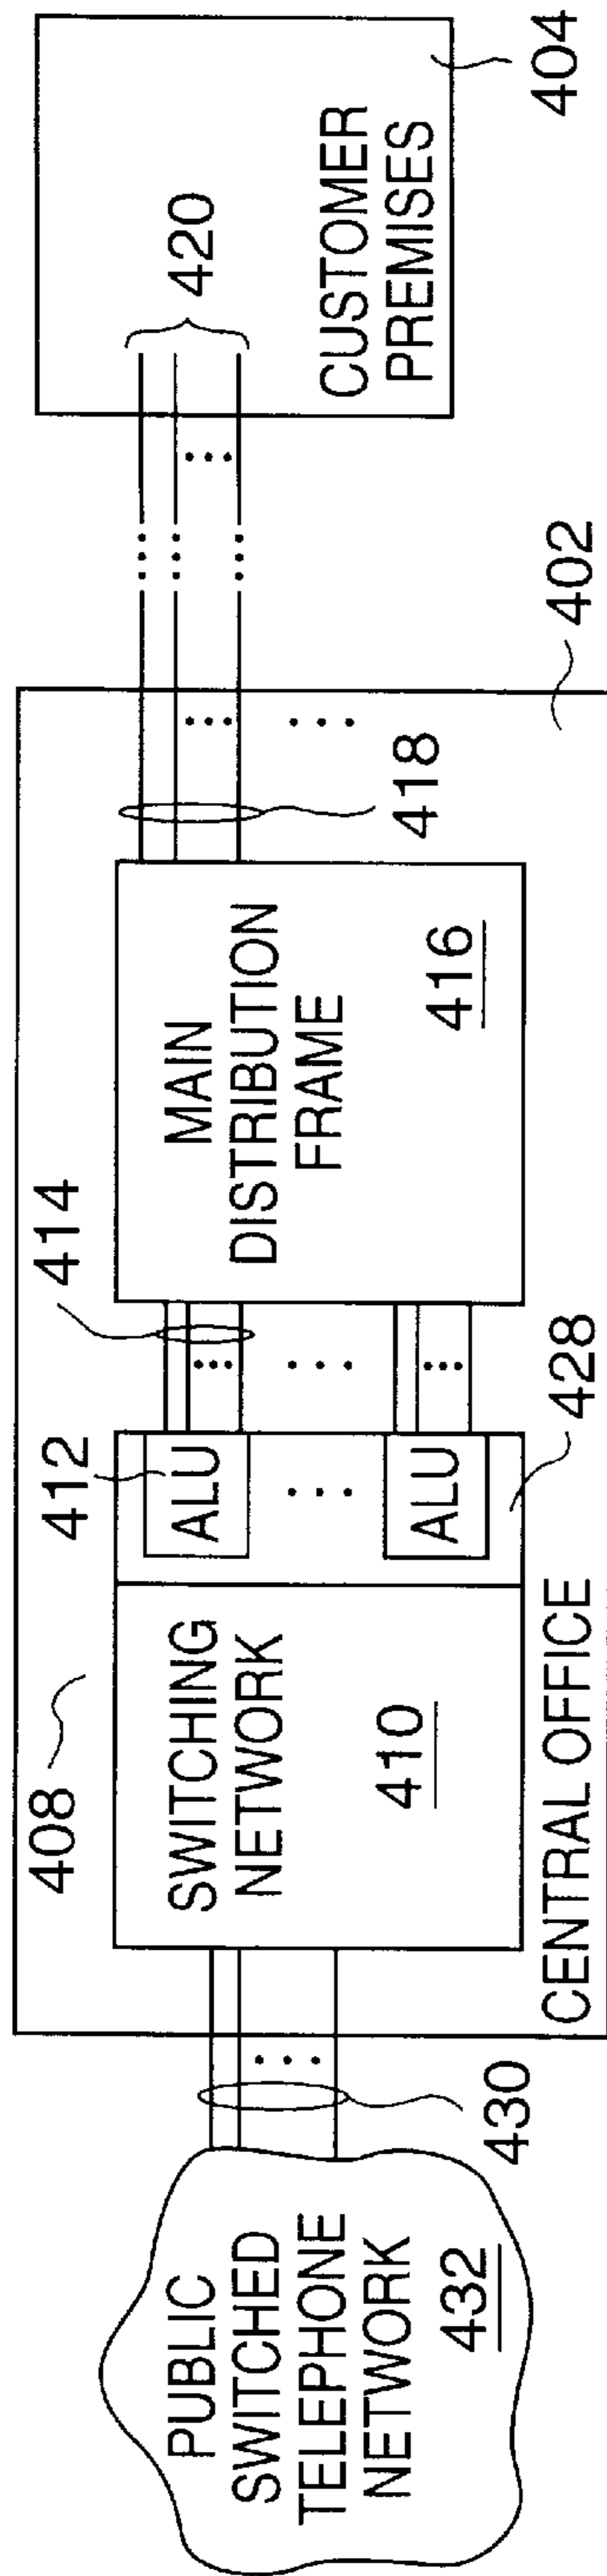 PUBLIC
SWITCHED
TELEPHONE
NETWORK
432
430
408
SWITCHING
NETWORK
410
412
ALU
ALU
428
414
MAIN
DISTRIBUTION
FRAME
416
418
CENTRAL OFFICE
402
420
CUSTOMER
PREMISES
404